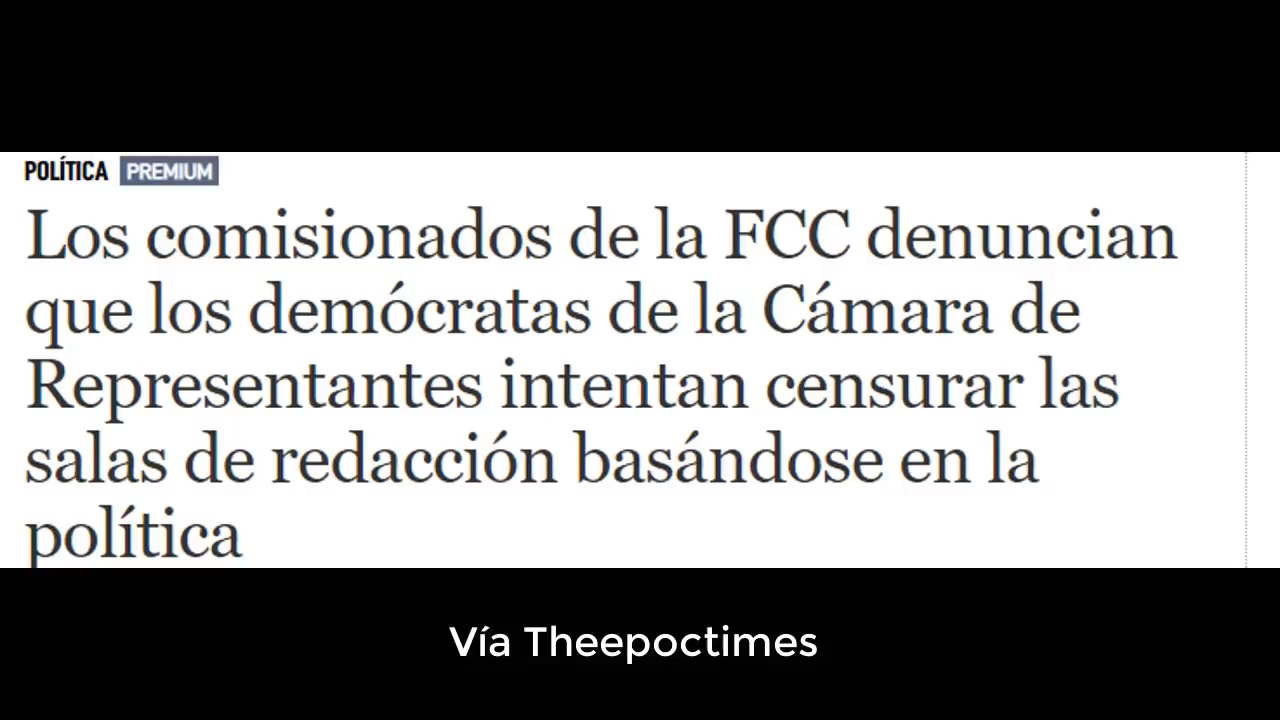 POLÍTICA PREMIUM
Los comisionados de la FCC denuncian
que los demócratas de la Cámara de
Representantes intentan censurar las
salas de redacción basándose en la
política
Vía Theepoctimes